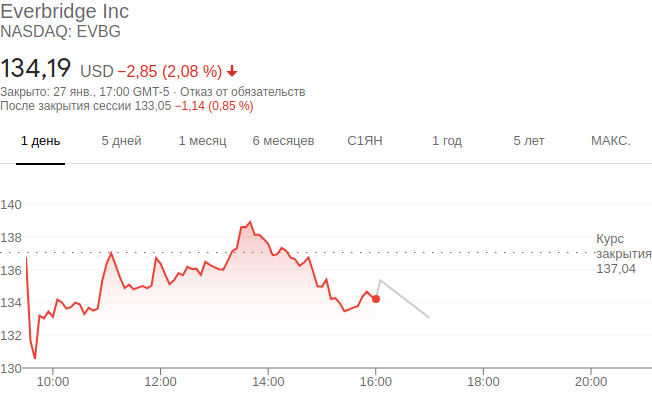 Everbridge Inc
NASDAQ: EVBG
134,19 USD −2,85 (2,08 %)
Закрыто: 27 янв., 17:00 GMT-5 · Отказ от обязательств
После закрытия сессии 133,05 −1,14 (0,85 %)
1 день 5 дней 1 месяц 6 месяцев С1ЯН 1 год 5 лет МАКС.
140
138
Курс
закрытия
137,04
136
134
132
130
10:00 12:00 14:00 16:00 18:00 20:00